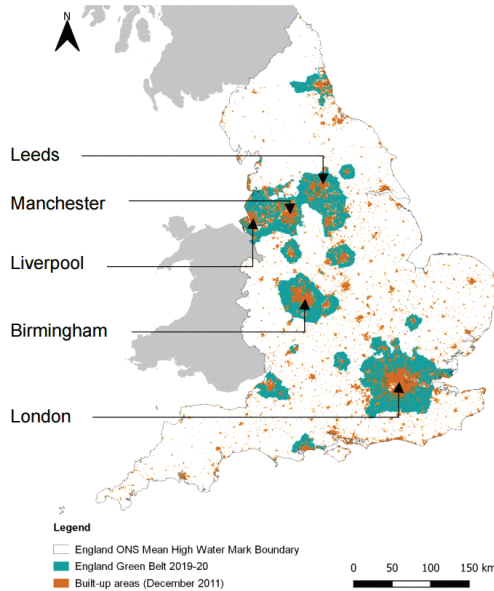 N
Leeds
Manchester
Liverpool
Birmingham
London
Legend
England ONS Mean High Water Mark Boundary
England Green Belt 2019-20
Built-up areas (December 2011)
0 50 100 150 km